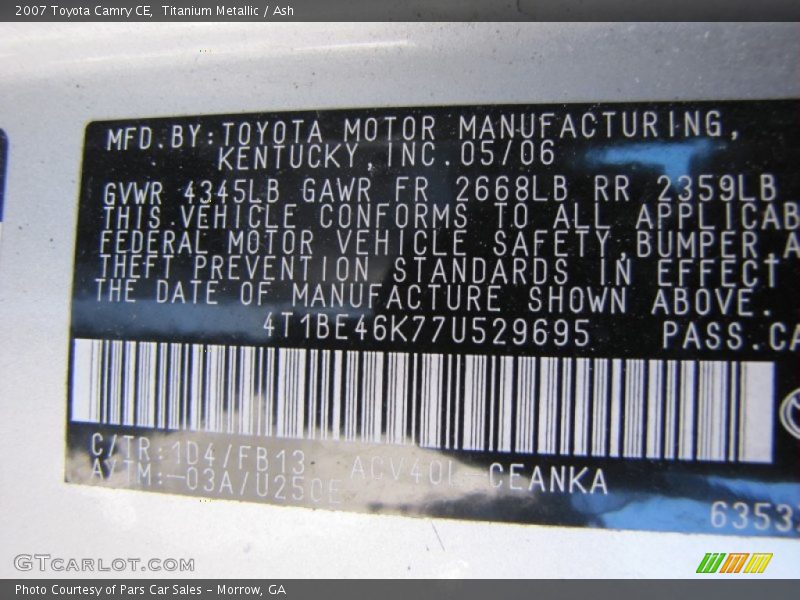 2007 Toyota Camry CE, Titanium Metallic / Ash
MFD.BY:TOYOTA MOTOR MANUFACTURING,
KENTUCKY,INC.05/06
GVWR 4345LB GAWR FR 2668LB RR 2359LB
THIS VEHICLE CONFORMS TO ALL APPLICAB
FEDERAL MOTOR VEHICLE SAFETY,BUMPER,A
THEFT PREVENTION STANDARDS IN EFFECT
THE DATE OF MANUFACTURE SHOWN ABOVE.
4T1BE46K77U529695 PASS.CA
C/TR:1D4/FB13 ACV40L-CEANKA
A/TM:-03A/U250E
6353
GTCARLOT.COM
Photo Courtesy of Pars Car Sales - Morrow, GA